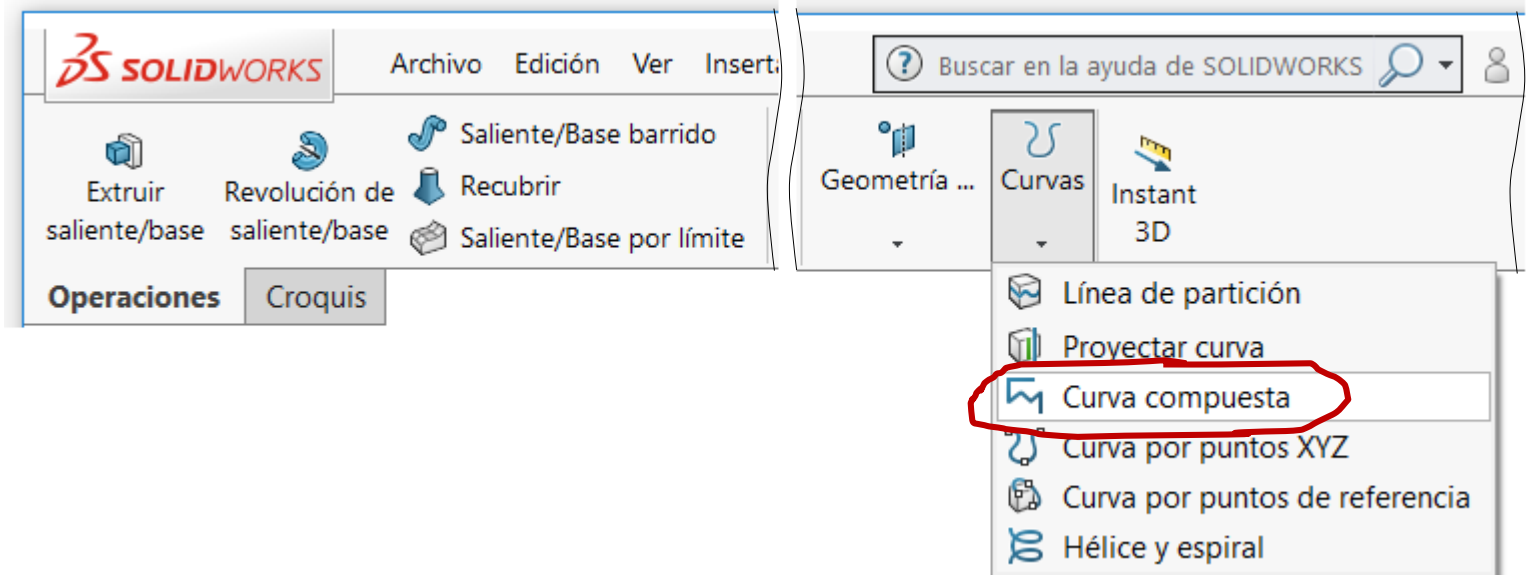 SOLIDWORKS Archivo Edición Ver Inserta
Buscar en la ayuda de SOLIDWORKS
Extruir saliente/base
Revolución de saliente/base
Saliente/Base barrido
Recubrir
Saliente/Base por límite
Geometría ...
Curvas
Instant 3D
Operaciones Croquis
Línea de partición
Proyectar curva
Curva compuesta
Curva por puntos XYZ
Curva por puntos de referencia
Hélice y espiral